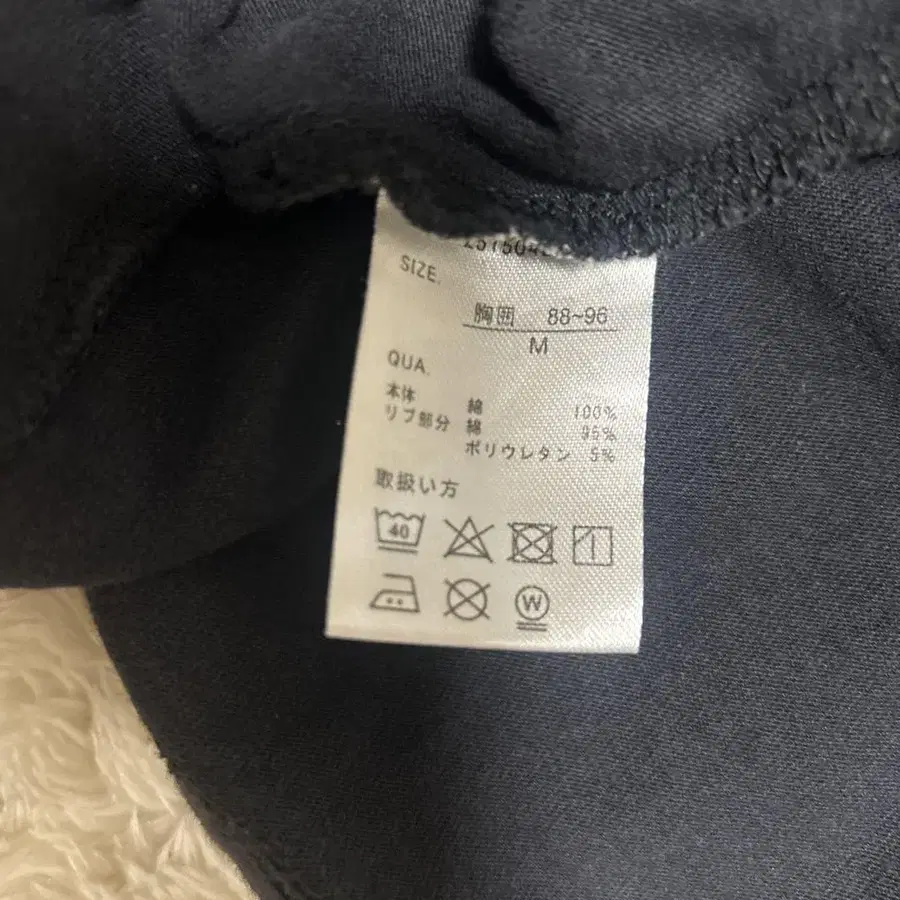 SIZE.
胸囲 88~96
M
QUA.
本体 綿 100%
リブ部分 綿 95%
ポリウレタン 5%
取扱い方
40
W